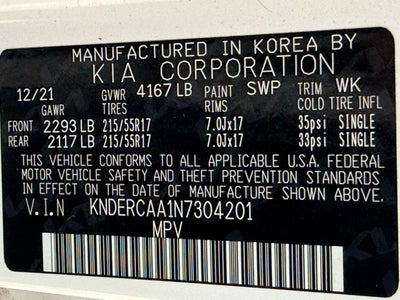 MANUFACTURED IN KOREA BY
KIA CORPORATION
12/21 GVWR 4167 LB PAINT SWP TRIM WK
GAWR TIRES RIMS COLD TIRE INFL
FRONT 2293 LB 215/55R17 7.0Jx17 35psi SINGLE
REAR 2117 LB 215/55R17 7.0Jx17 33psi SINGLE
THIS VEHICLE CONFORMS TO ALL APPLICABLE U.S.A. FEDERAL
MOTOR VEHICLE SAFETY AND THEFT PREVENTION STANDARDS
IN EFFECT ON THE DATE OF MANUFACTURE SHOWN ABOVE.
V.I.N KNDERCAA1N7304201
MPV